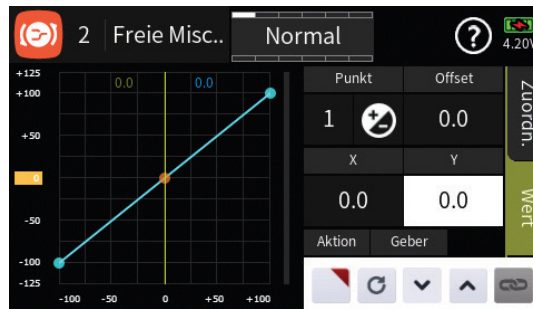 2 Freie Misc.. Normal ? 4.20V
+125
+100
+50
0
-50
-100
-125
0.0 0.0
-100 -50 0 +50 +100
Punkt Offset
1 0.0
X Y
0.0 0.0
Aktion Geber
Zuordn.
Wert